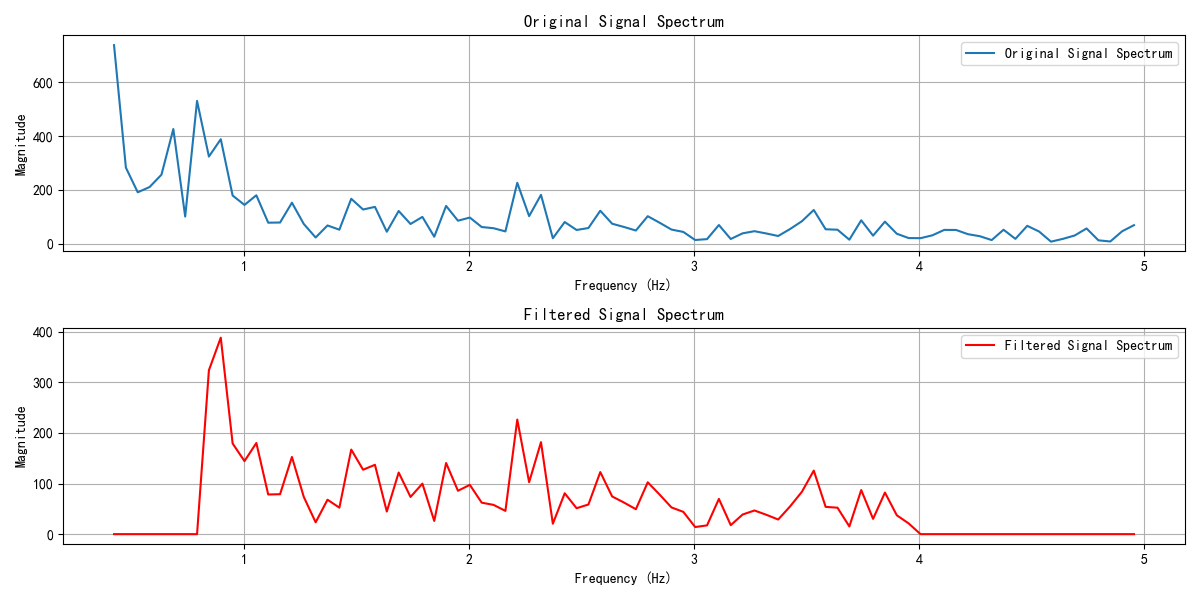 Original Signal Spectrum
Magnitude
600
400
200
0
Original Signal Spectrum
1 2 3 4 5
Frequency (Hz)
Filtered Signal Spectrum
Magnitude
400
300
200
100
0
Filtered Signal Spectrum
1 2 3 4 5
Frequency (Hz)